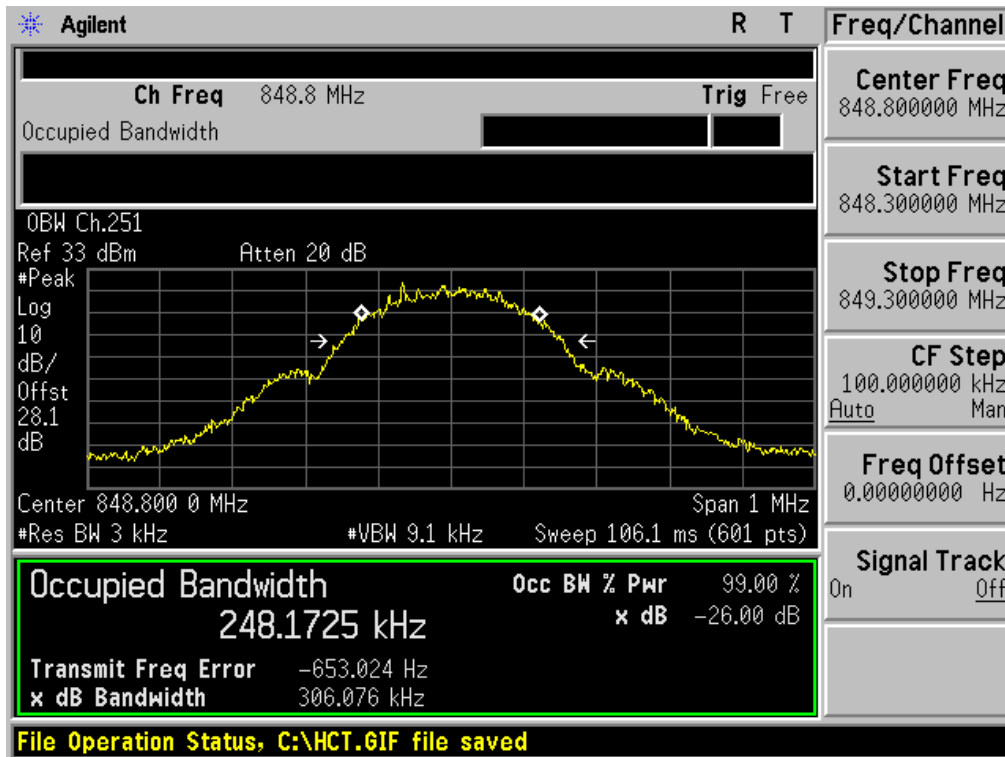 Agilent R T
Ch Freq 848.8 MHz Trig Free
Occupied Bandwidth
OBW Ch.251
Ref 33 dBm Atten 20 dB
#Peak
Log
10
dB/
Offst
28.1
dB
Center 848.800 0 MHz Span 1 MHz
#Res BW 3 kHz #VBW 9.1 kHz Sweep 106.1 ms (601 pts)
Occupied Bandwidth Occ BW % Pwr 99.00 %
248.1725 kHz x dB -26.00 dB
Transmit Freq Error -653.024 Hz
x dB Bandwidth 306.076 kHz
File Operation Status, C:\HCT.GIF file saved
Freq/Channel
Center Freq
848.800000 MHz
Start Freq
848.300000 MHz
Stop Freq
849.300000 MHz
CF Step
100.000000 kHz
Auto Man
Freq Offset
0.00000000 Hz
Signal Track
On Off